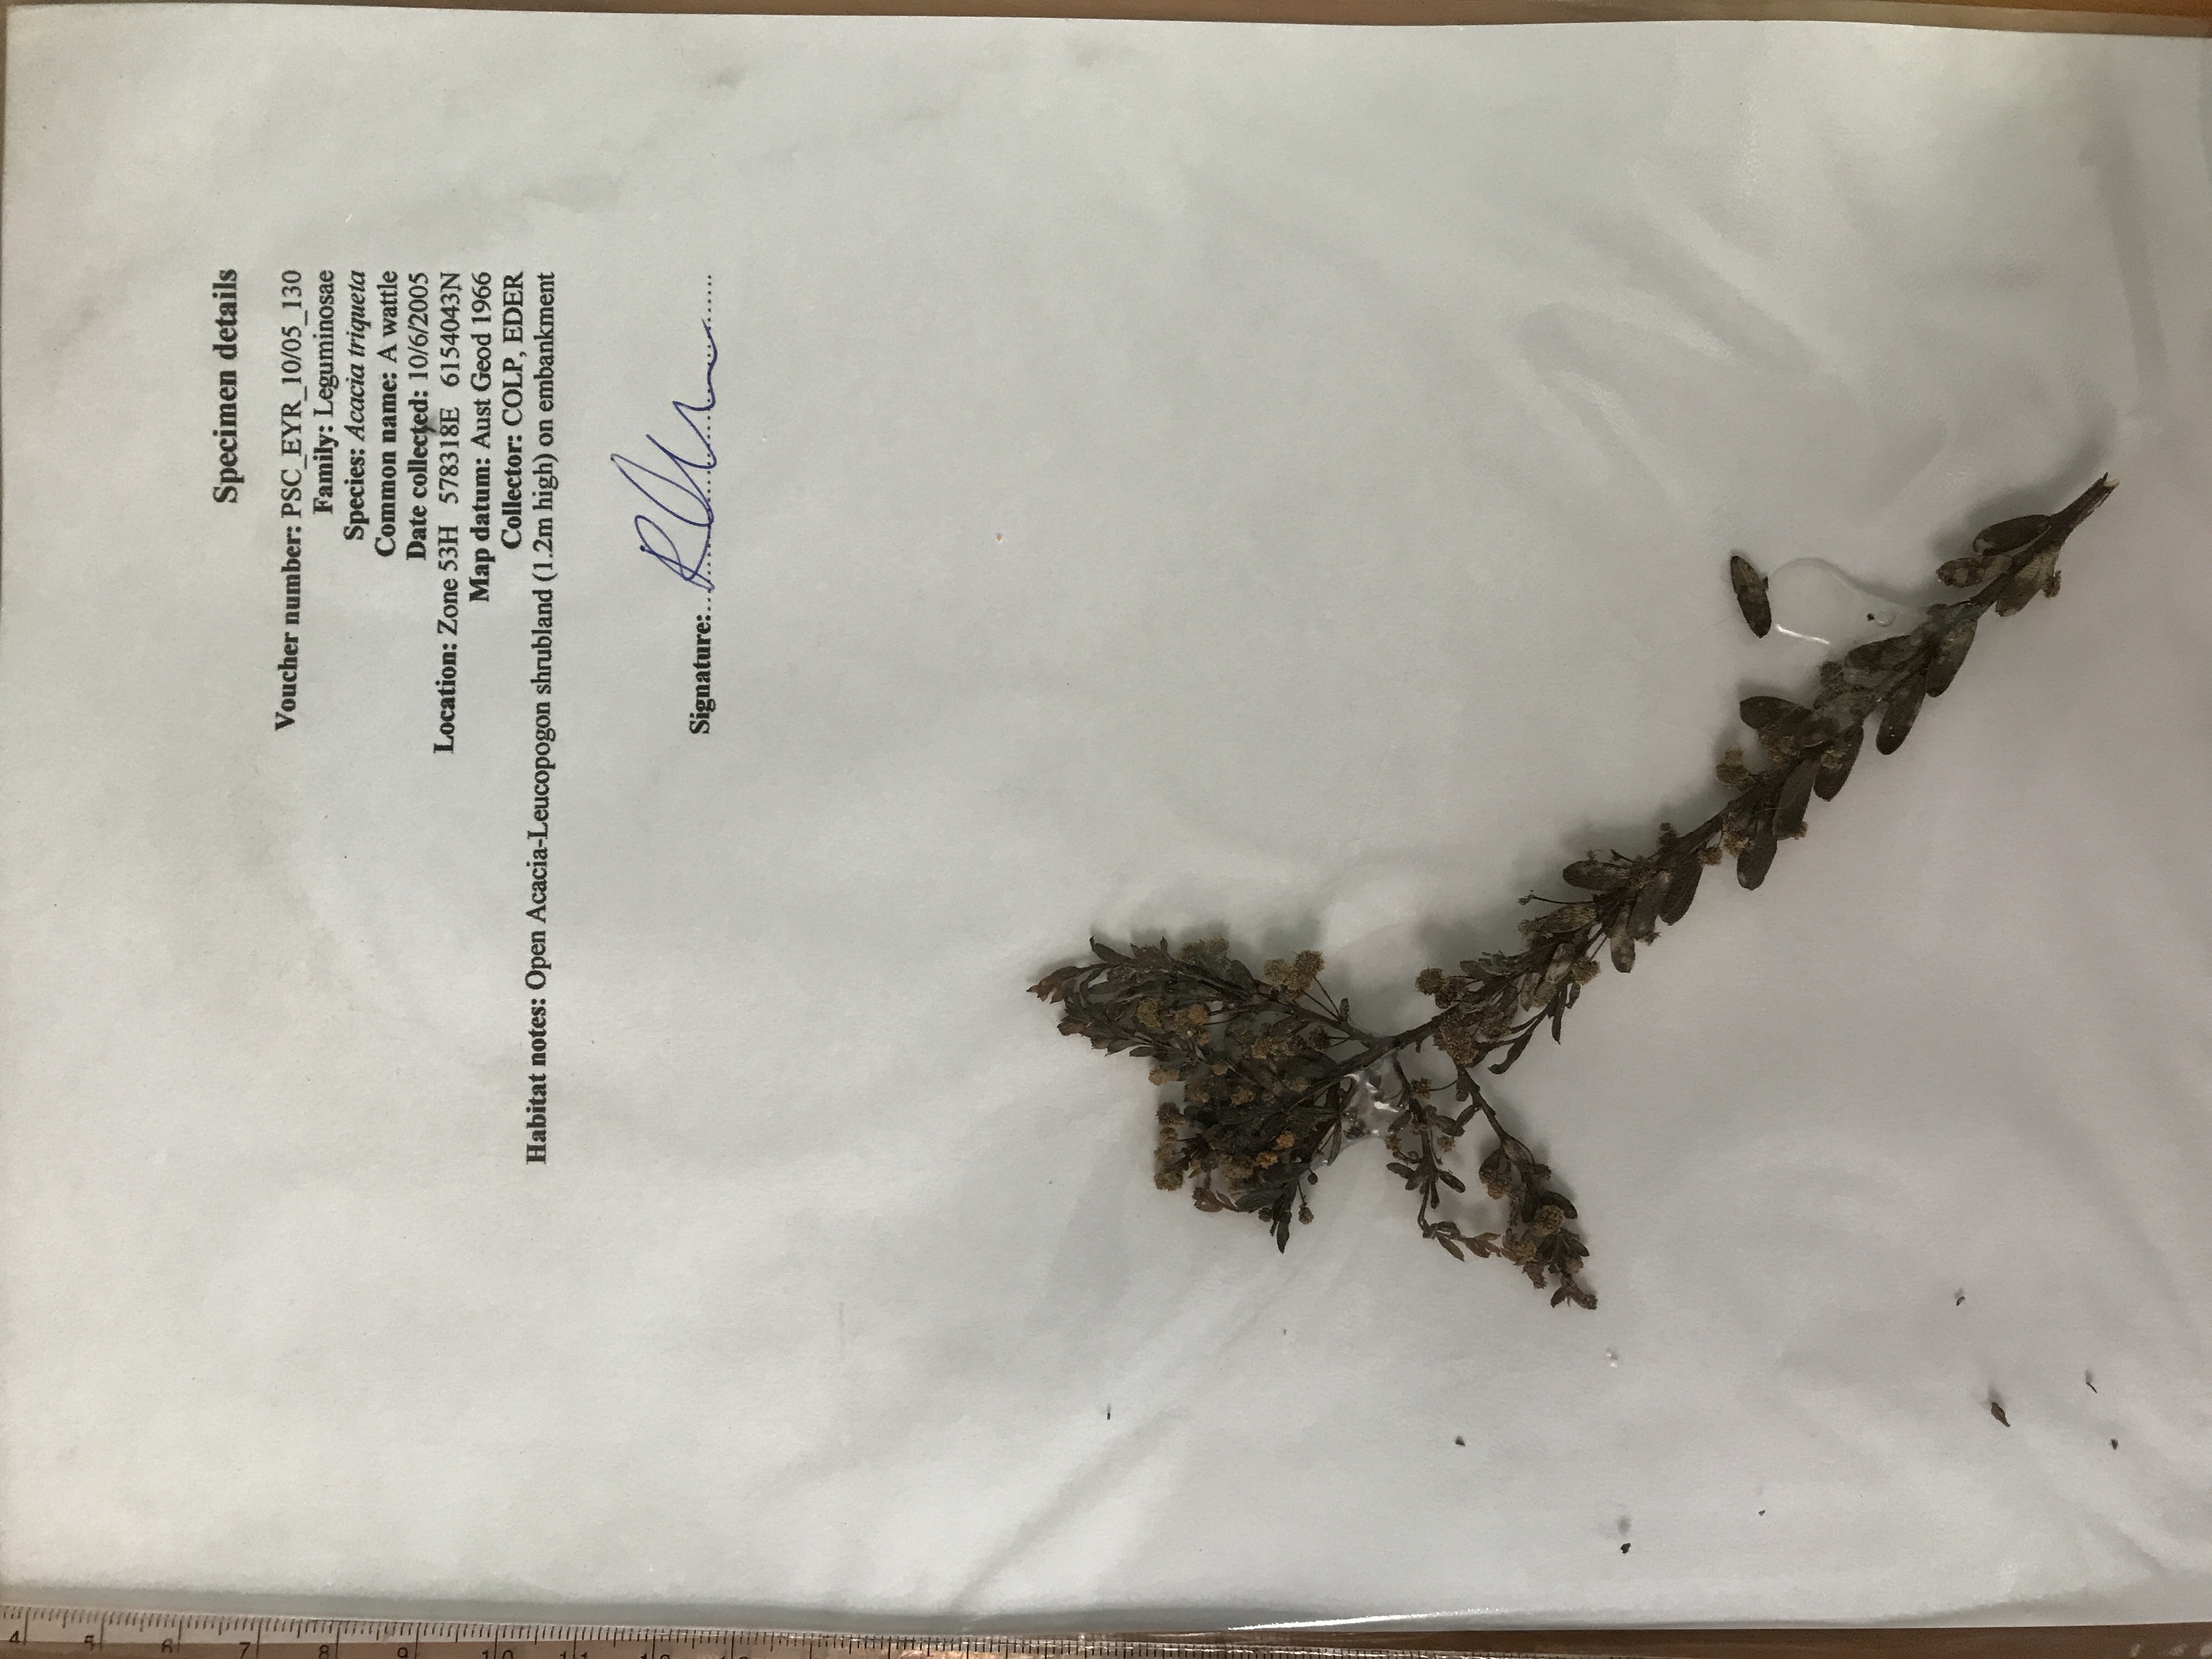 Specimen details
Voucher number: PSC_EYR_10/05_130
Family: Leguminosae
Species: Acacia triqueta
Common name: A wattle
Date collected: 10/6/2005
Location: Zone 53H 578318E 6154043N
Map datum: Aust Geod 1966
Collector: COLP, EDER
Habitat notes: Open Acacia-Leucopogon shrubland (1.2m high) on embankment
Signature:
4
5
6
7
8
9
10
11
12